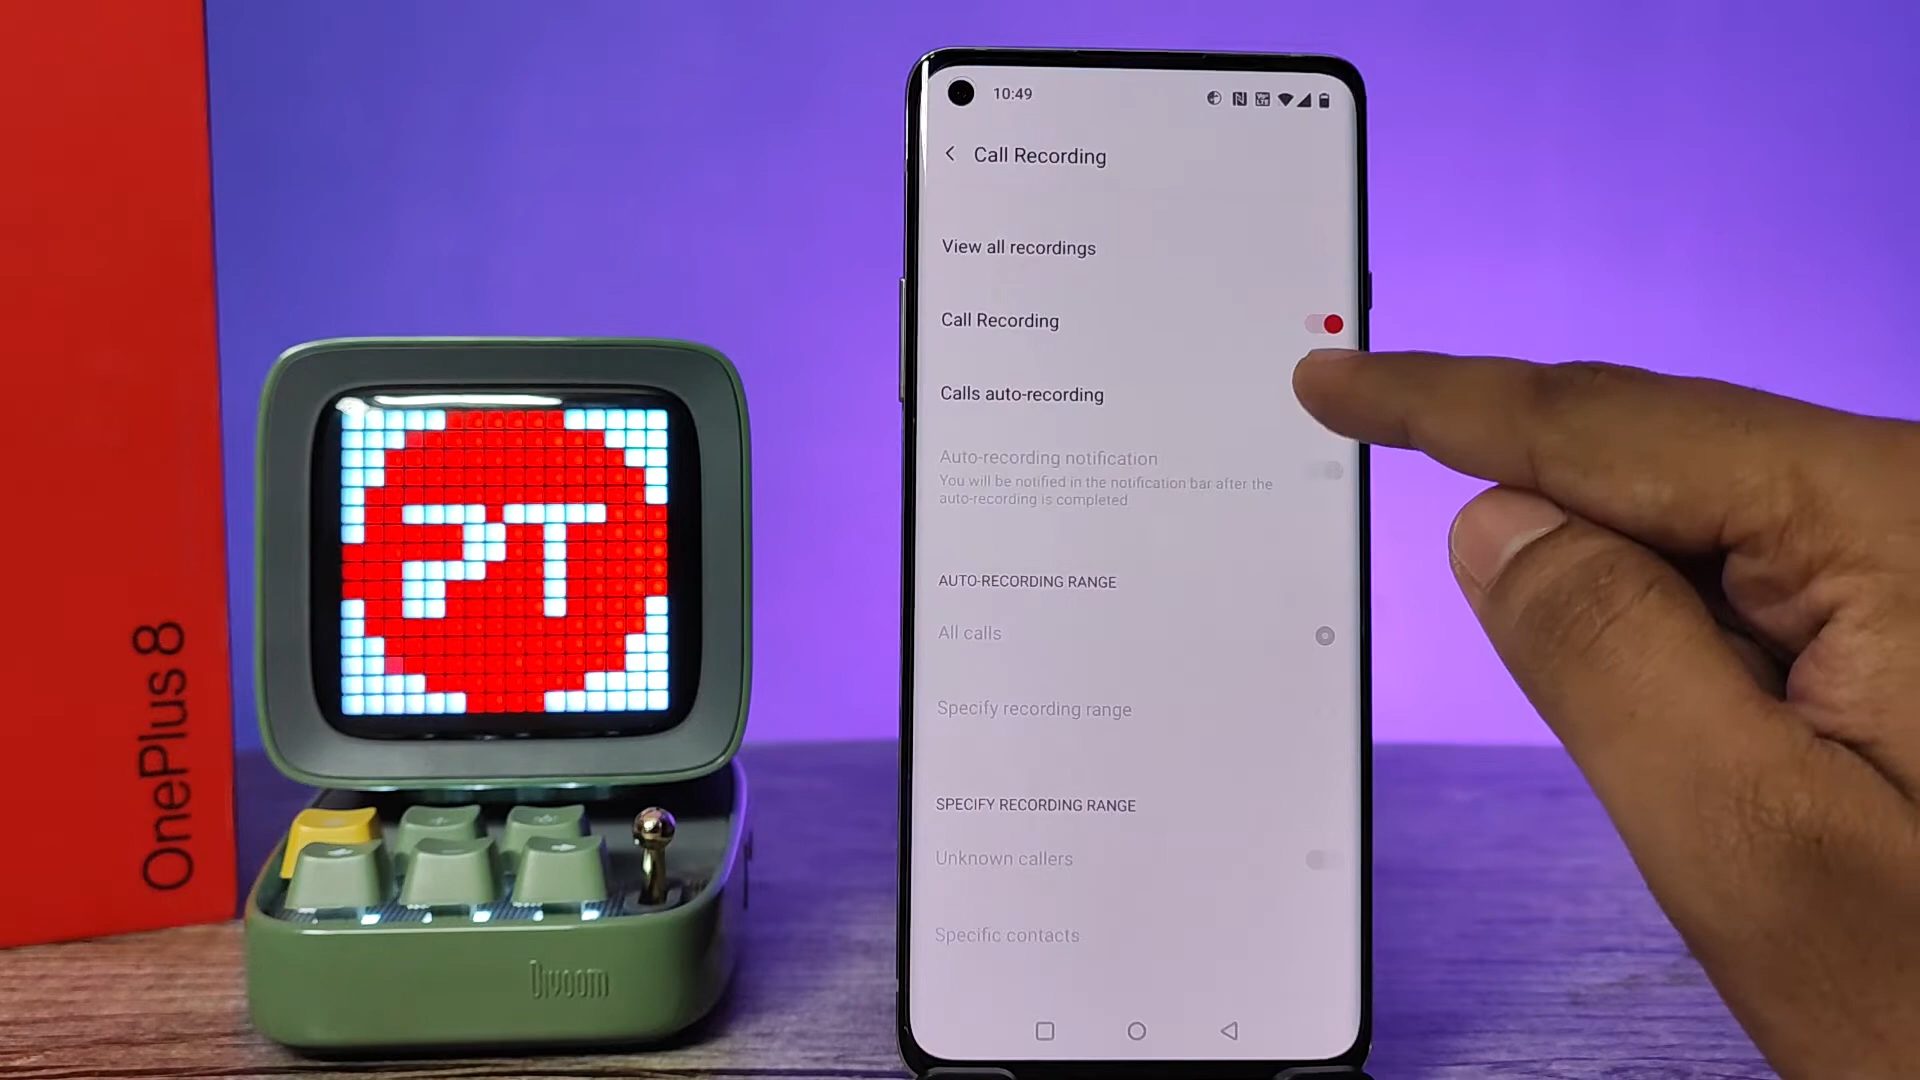 OnePlus 8
PT
Divoom
10:49
Call Recording
View all recordings
Call Recording
Calls auto-recording
Auto-recording notification
You will be notified in the notification bar after the
auto-recording is completed
AUTO-RECORDING RANGE
All calls
Specify recording range
SPECIFY RECORDING RANGE
Unknown callers
Specific contacts